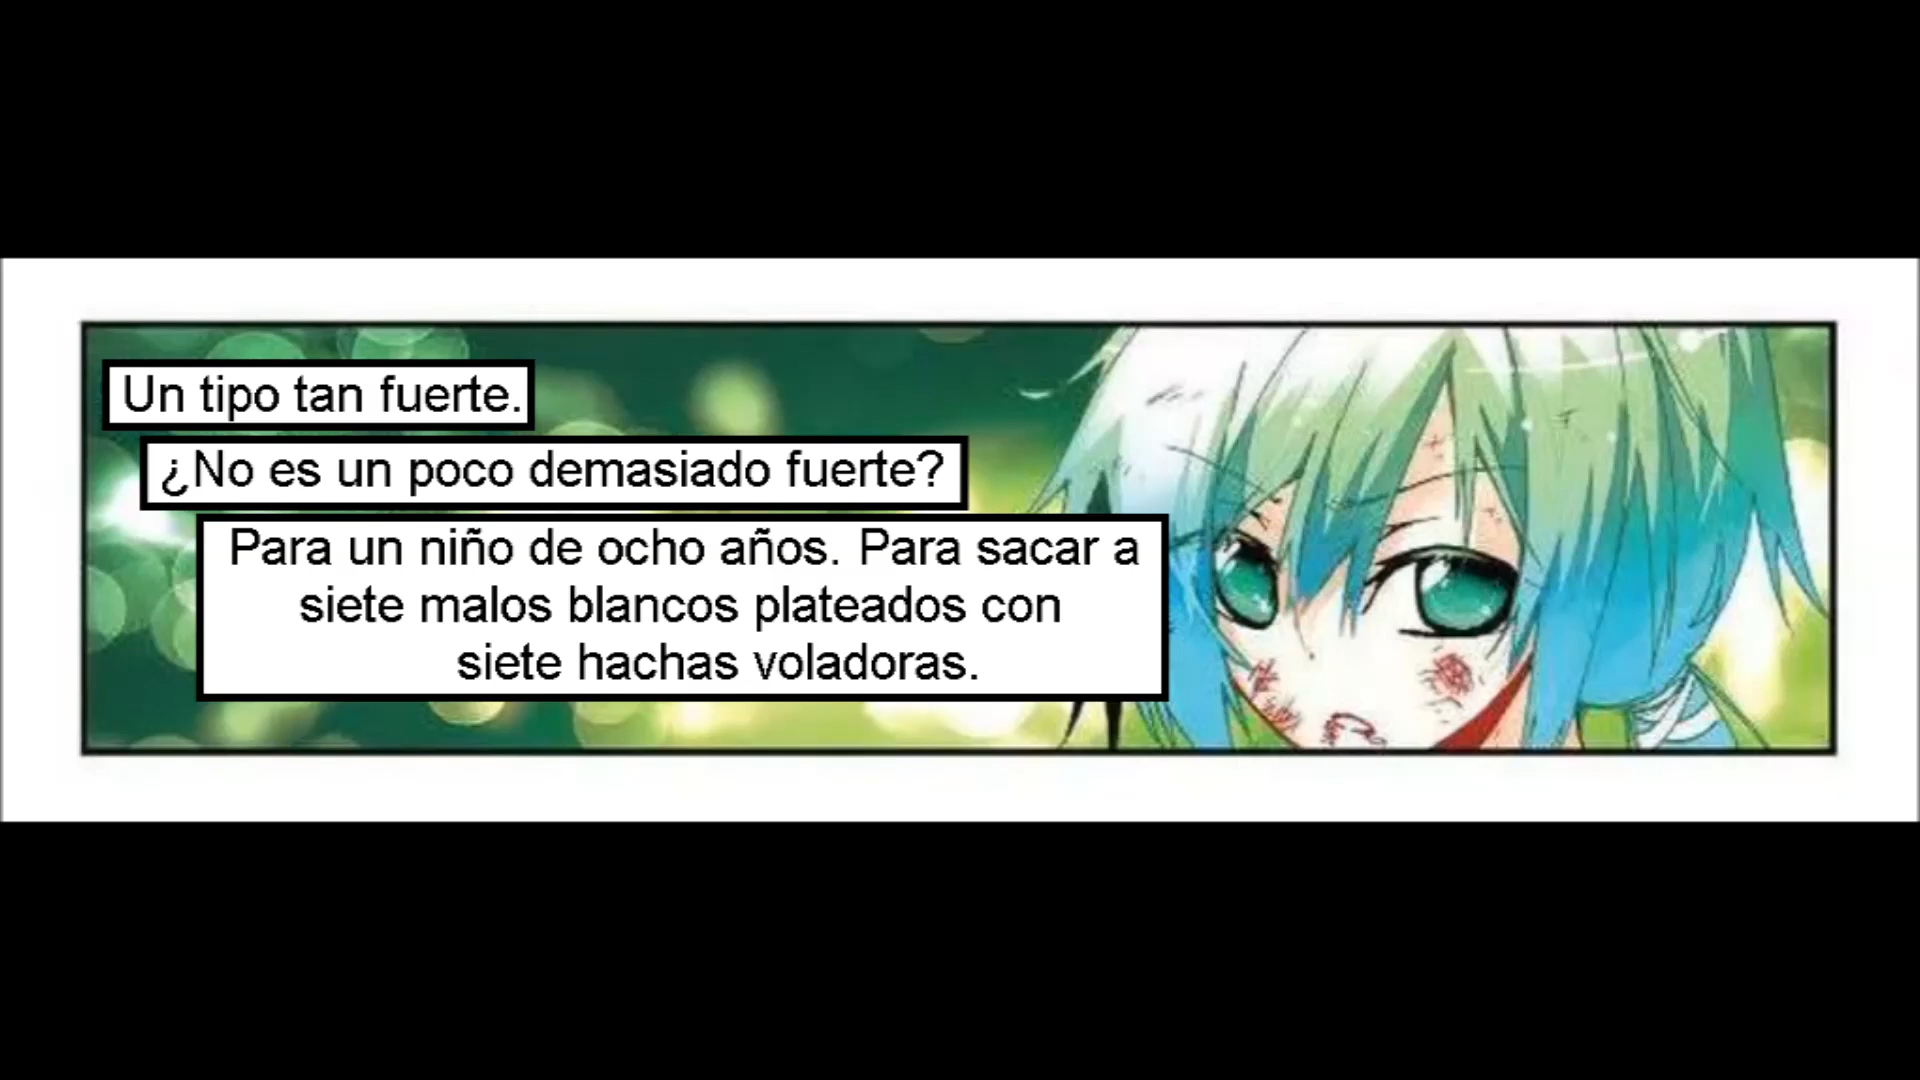 Un tipo tan fuerte.
¿No es un poco demasiado fuerte?
Para un niño de ocho años. Para sacar a
siete malos blancos plateados con
siete hachas voladoras.